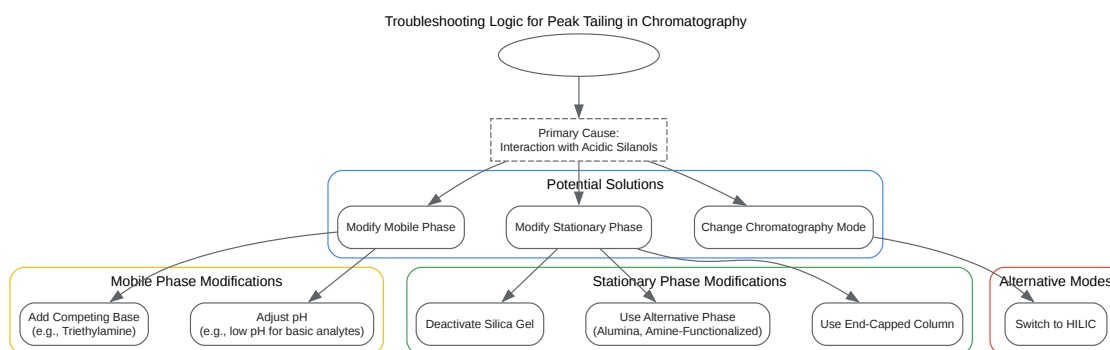 Troubleshooting Logic for Peak Tailing in Chromatography
Primary Cause:
Interaction with Acidic Silanols
Potential Solutions
Modify Mobile Phase
Modify Stationary Phase
Change Chromatography Mode
Mobile Phase Modifications
Stationary Phase Modifications
Alternative Modes
Add Competing Base
(e.g., Triethylamine)
Adjust pH
(e.g., low pH for basic analytes)
Deactivate Silica Gel
Use Alternative Phase
(Alumina, Amine-Functionalized)
Use End-Capped Column
Switch to HILIC